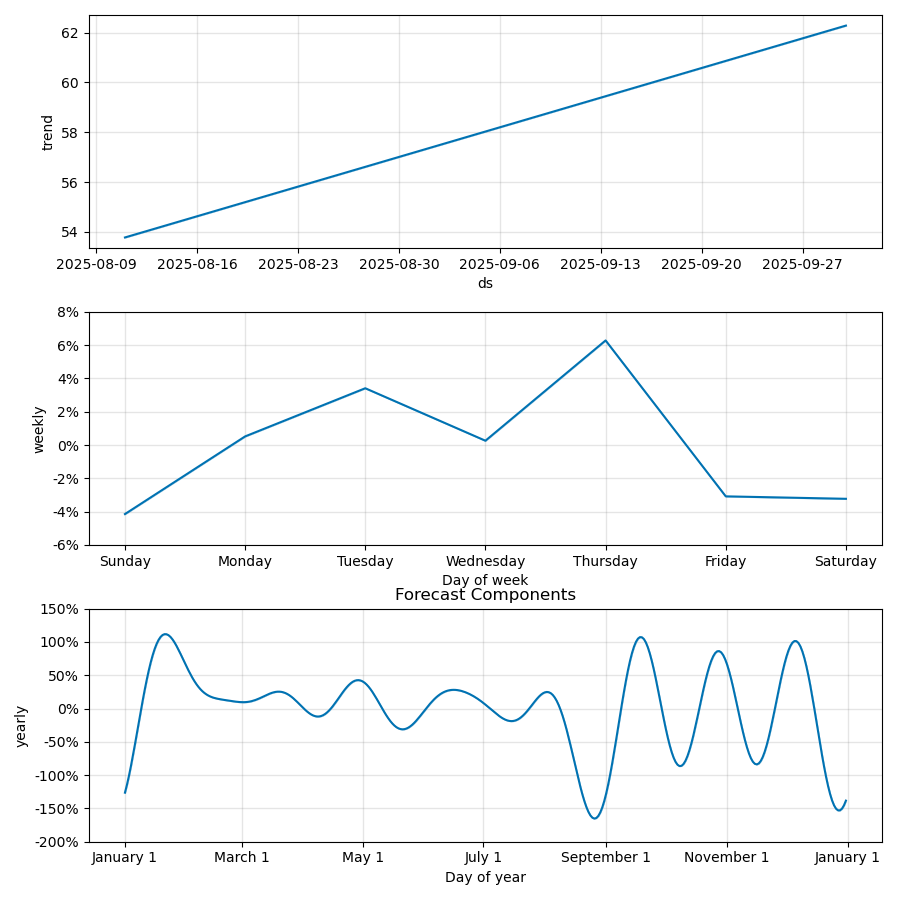 62
60
58
56
54
trend
2025-08-09 2025-08-16 2025-08-23 2025-08-30 2025-09-06 2025-09-13 2025-09-20 2025-09-27
ds
8%
6%
4%
2%
0%
-2%
-4%
-6%
weekly
Sunday Monday Tuesday Wednesday Thursday Friday Saturday
Day of week
Forecast Components
150%
100%
50%
0%
-50%
-100%
-150%
-200%
yearly
January 1 March 1 May 1 July 1 September 1 November 1 January 1
Day of year